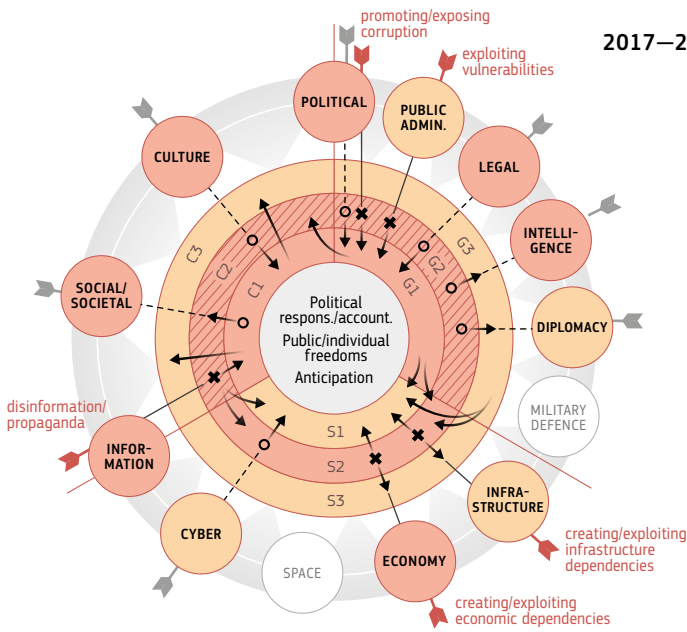 promoting/exposing
corruption
2017—2
exploiting
vulnerabilities
POLITICAL
PUBLIC
ADMIN.
CULTURE
LEGAL
INTELLI-
GENCE
SOCIAL/
SOCIETAL
DIPLOMACY
MILITARY
DEFENCE
C3
C2
C1
G1
G2
G3
Political
respons./account.
Public/individual
freedoms
Anticipation
S1
S2
S3
disinformation/
propaganda
INFOR-
MATION
CYBER
SPACE
ECONOMY
INFRA-
STRUCTURE
creating/exploiting
infrastructure
dependencies
creating/exploiting
economic dependencies